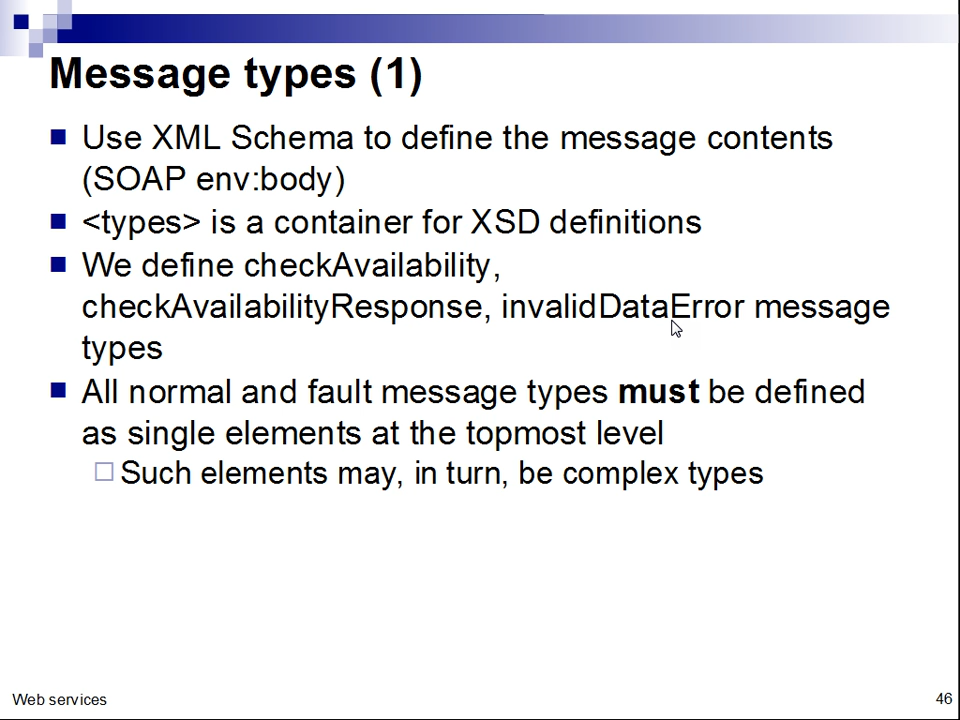 Message types (1)
Use XML Schema to define the message contents
(SOAP env:body)
<types> is a container for XSD definitions
We define checkAvailability,
checkAvailabilityResponse, invalidDataError message
types
All normal and fault message types must be defined
as single elements at the topmost level
Such elements may, in turn, be complex types
Web services
46